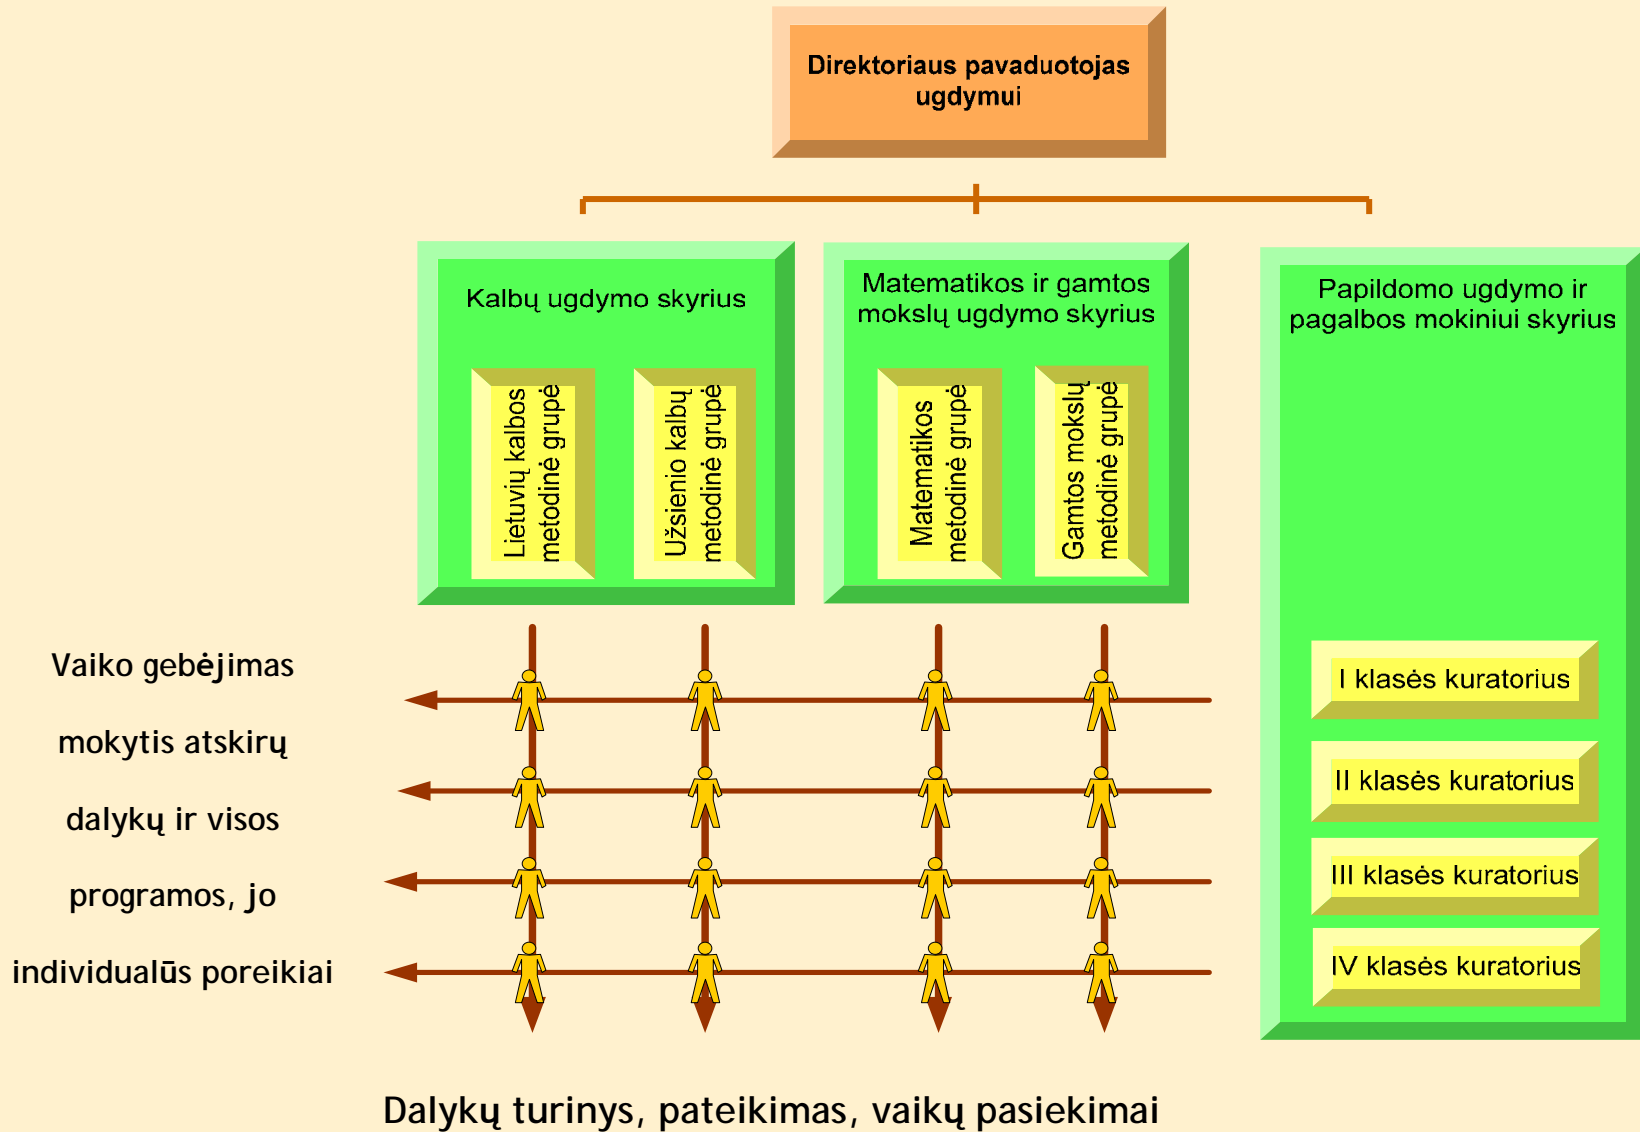 Direktoriaus pavaduotojas
ugdymui
Kalbų ugdymo skyrius
Lietuvių kalbos
metodinė grupė
Užsienio kalbų
metodinė grupė
Matematikos ir gamtos
mokslų ugdymo skyrius
Matematikos
metodinė grupė
Gamtos mokslų
metodinė grupė
Papildomo ugdymo ir
pagalbos mokiniui skyrius
I klasės kuratorius
II klasės kuratorius
III klasės kuratorius
IV klasės kuratorius
Vaiko gebėjimas
mokytis atskirų
dalykų ir visos
programos, jo
individualūs poreikiai
Dalykų turinys, pateikimas, vaikų pasiekimai